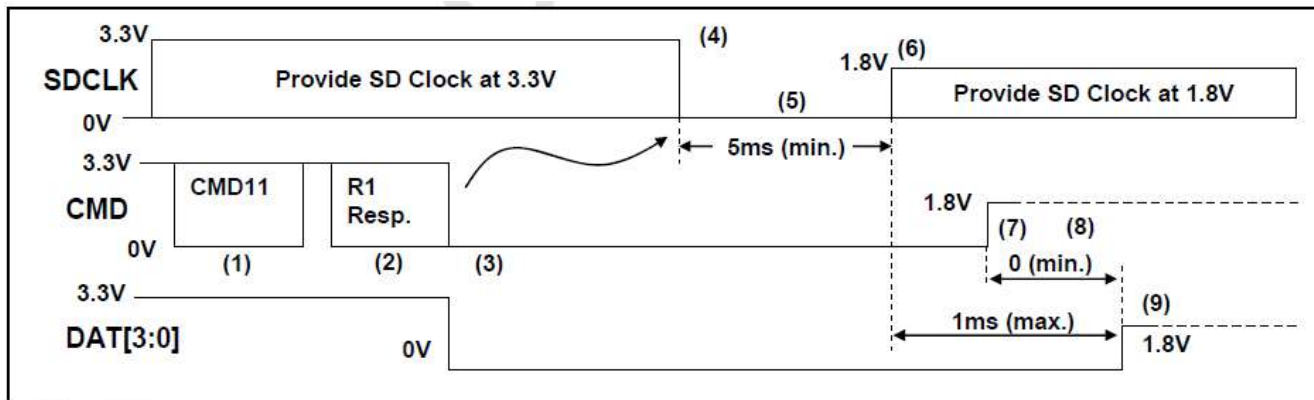 3.3V
(4)
1.8V
(6)
SDCLK
Provide SD Clock at 3.3V
Provide SD Clock at 1.8V
(5)
0V
5ms (min.)
3.3V
CMD11
R1
Resp.
CMD
1.8V
0V
(1)
(2)
(3)
(7)
(8)
0 (min.)
3.3V
DAT[3:0]
0V
1ms (max.)
(9)
1.8V